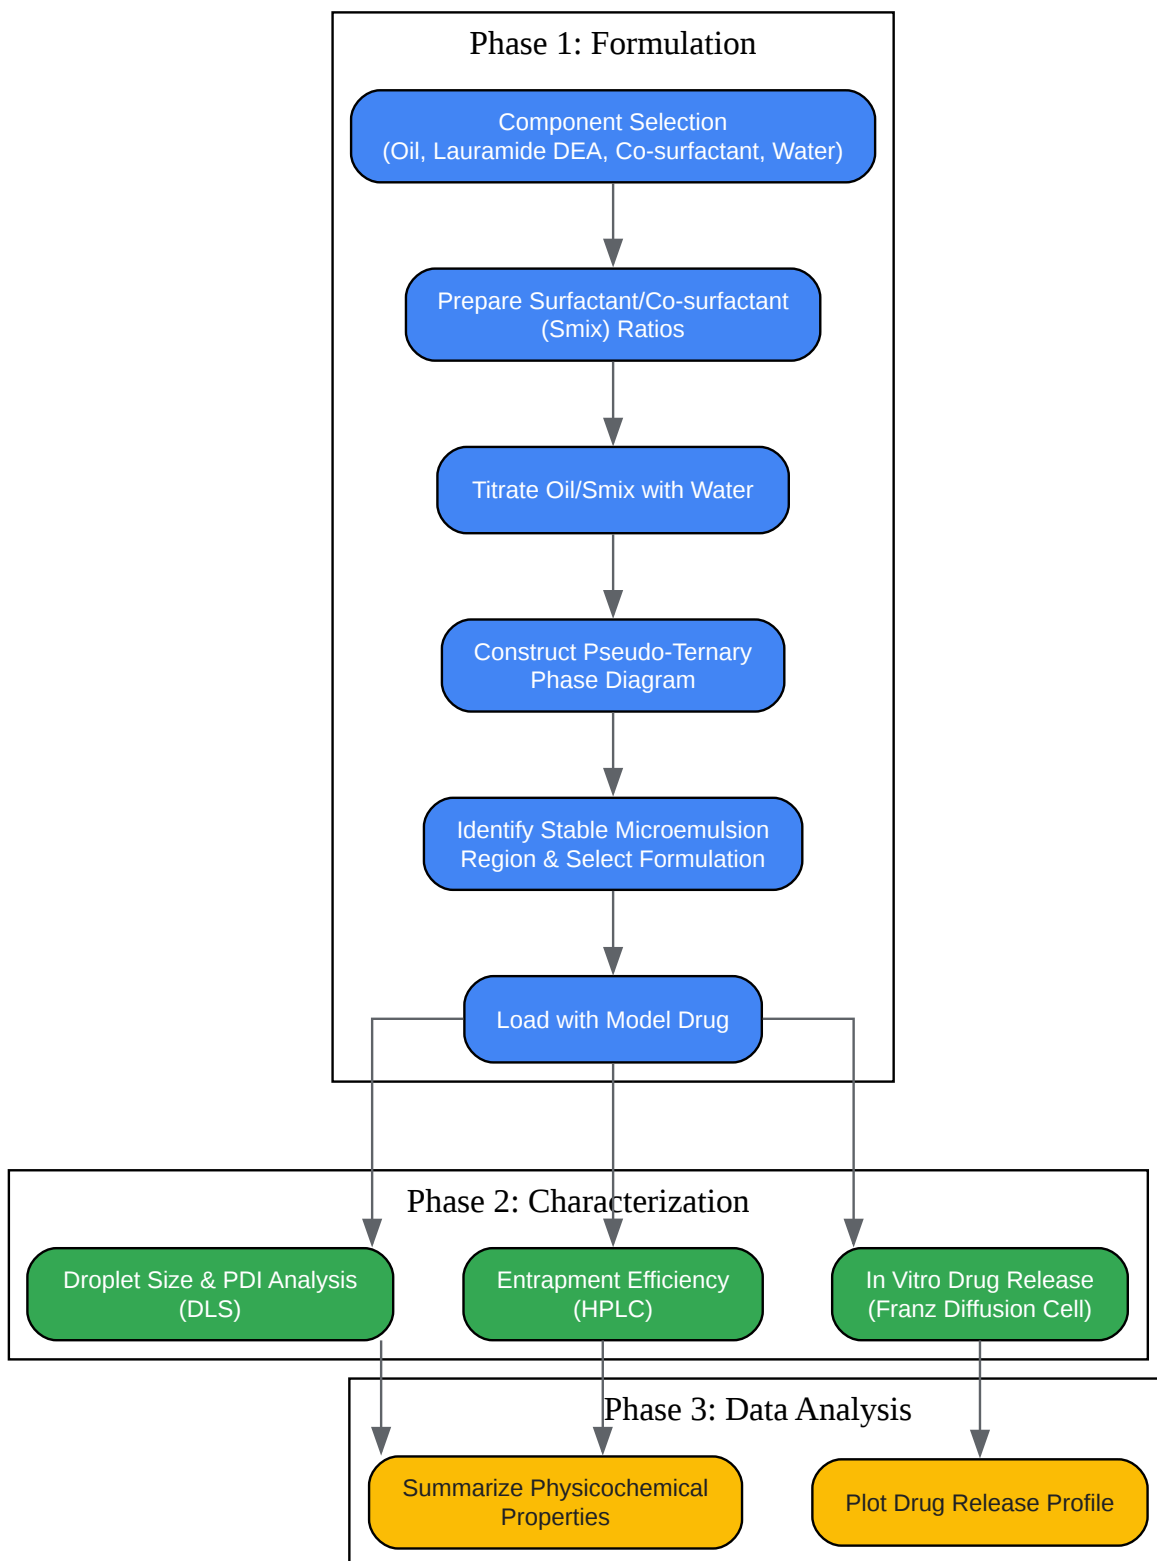 Phase 1: Formulation
Component Selection
(Oil, Lauramide DEA, Co-surfactant, Water)
Prepare Surfactant/Co-surfactant
(Smix) Ratios
Titrate Oil/Smix with Water
Construct Pseudo-Ternary
Phase Diagram
Identify Stable Microemulsion
Region & Select Formulation
Load with Model Drug
Phase 2: Characterization
Droplet Size & PDI Analysis
(DLS)
Entrapment Efficiency
(HPLC)
In Vitro Drug Release
(Franz Diffusion Cell)
Phase 3: Data Analysis
Summarize Physicochemical
Properties
Plot Drug Release Profile